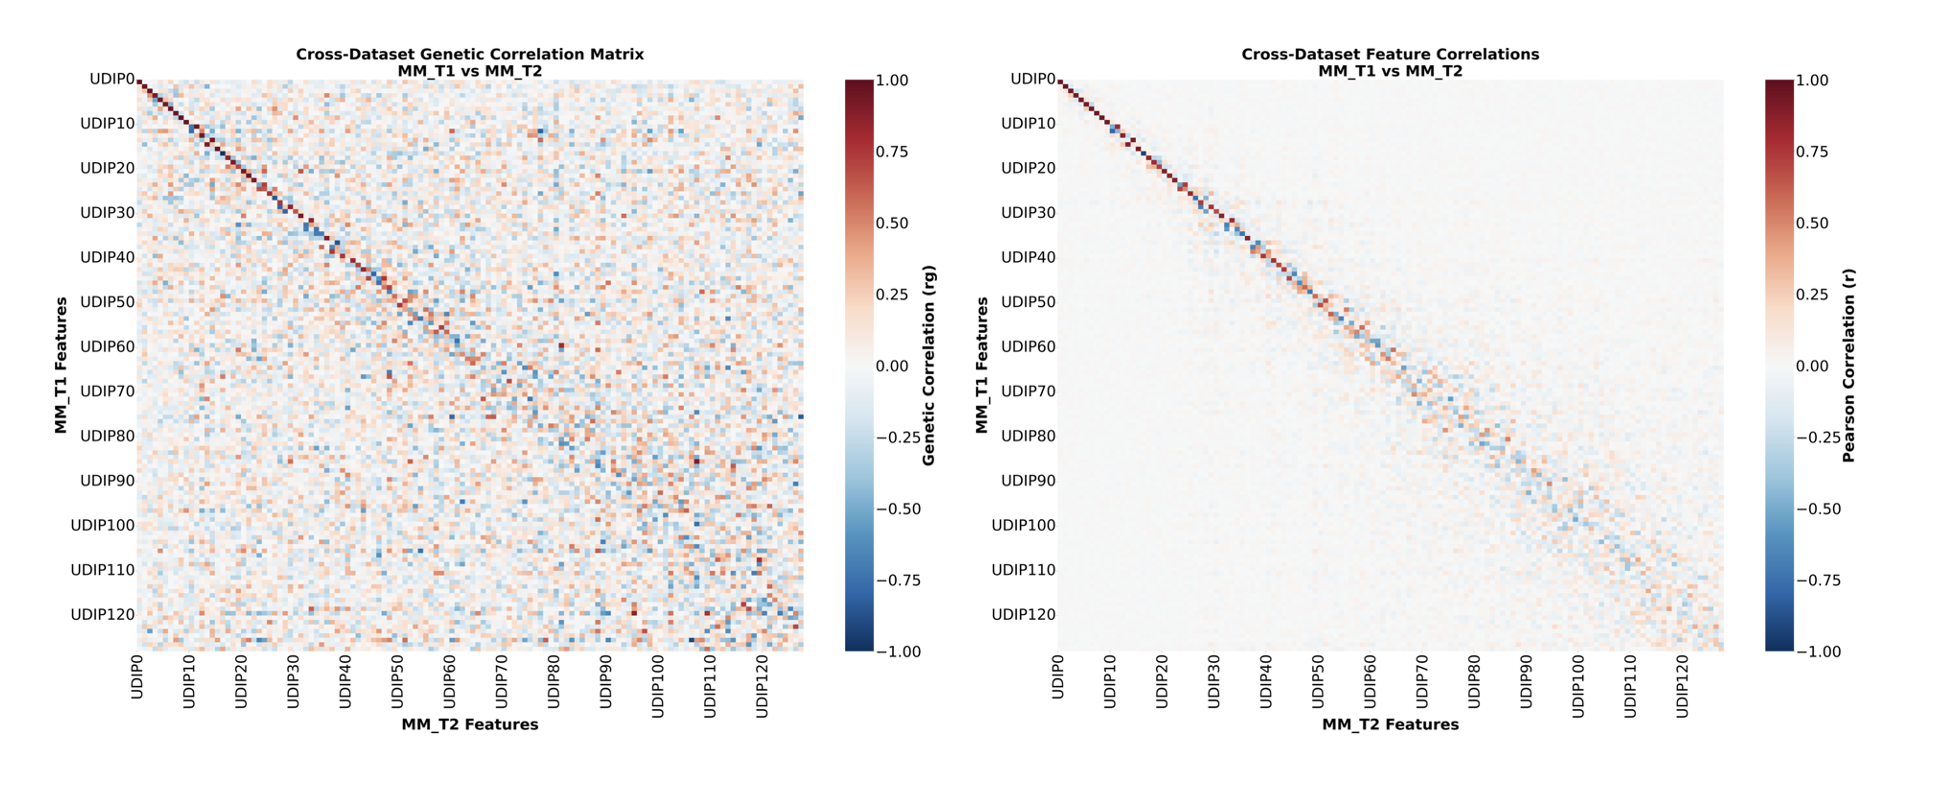 Cross-Dataset Genetic Correlation Matrix
MM_T1 vs MM_T2
UDIP0
UDIP10
UDIP20
UDIP30
UDIP40
UDIP50
UDIP60
UDIP70
UDIP80
UDIP90
UDIP100
UDIP110
UDIP120
MM_T1 Features
UDIP0
UDIP10
UDIP20
UDIP30
UDIP40
UDIP50
UDIP60
UDIP70
UDIP80
UDIP90
UDIP100
UDIP110
UDIP120
MM_T2 Features
1.00
0.75
0.50
0.25
0.00
−0.25
−0.50
−0.75
−1.00
Genetic Correlation (rg)
Cross-Dataset Feature Correlations
MM_T1 vs MM_T2
UDIP0
UDIP10
UDIP20
UDIP30
UDIP40
UDIP50
UDIP60
UDIP70
UDIP80
UDIP90
UDIP100
UDIP110
UDIP120
MM_T1 Features
UDIP0
UDIP10
UDIP20
UDIP30
UDIP40
UDIP50
UDIP60
UDIP70
UDIP80
UDIP90
UDIP100
UDIP110
UDIP120
MM_T2 Features
1.00
0.75
0.50
0.25
0.00
−0.25
−0.50
−0.75
−1.00
Pearson Correlation (r)